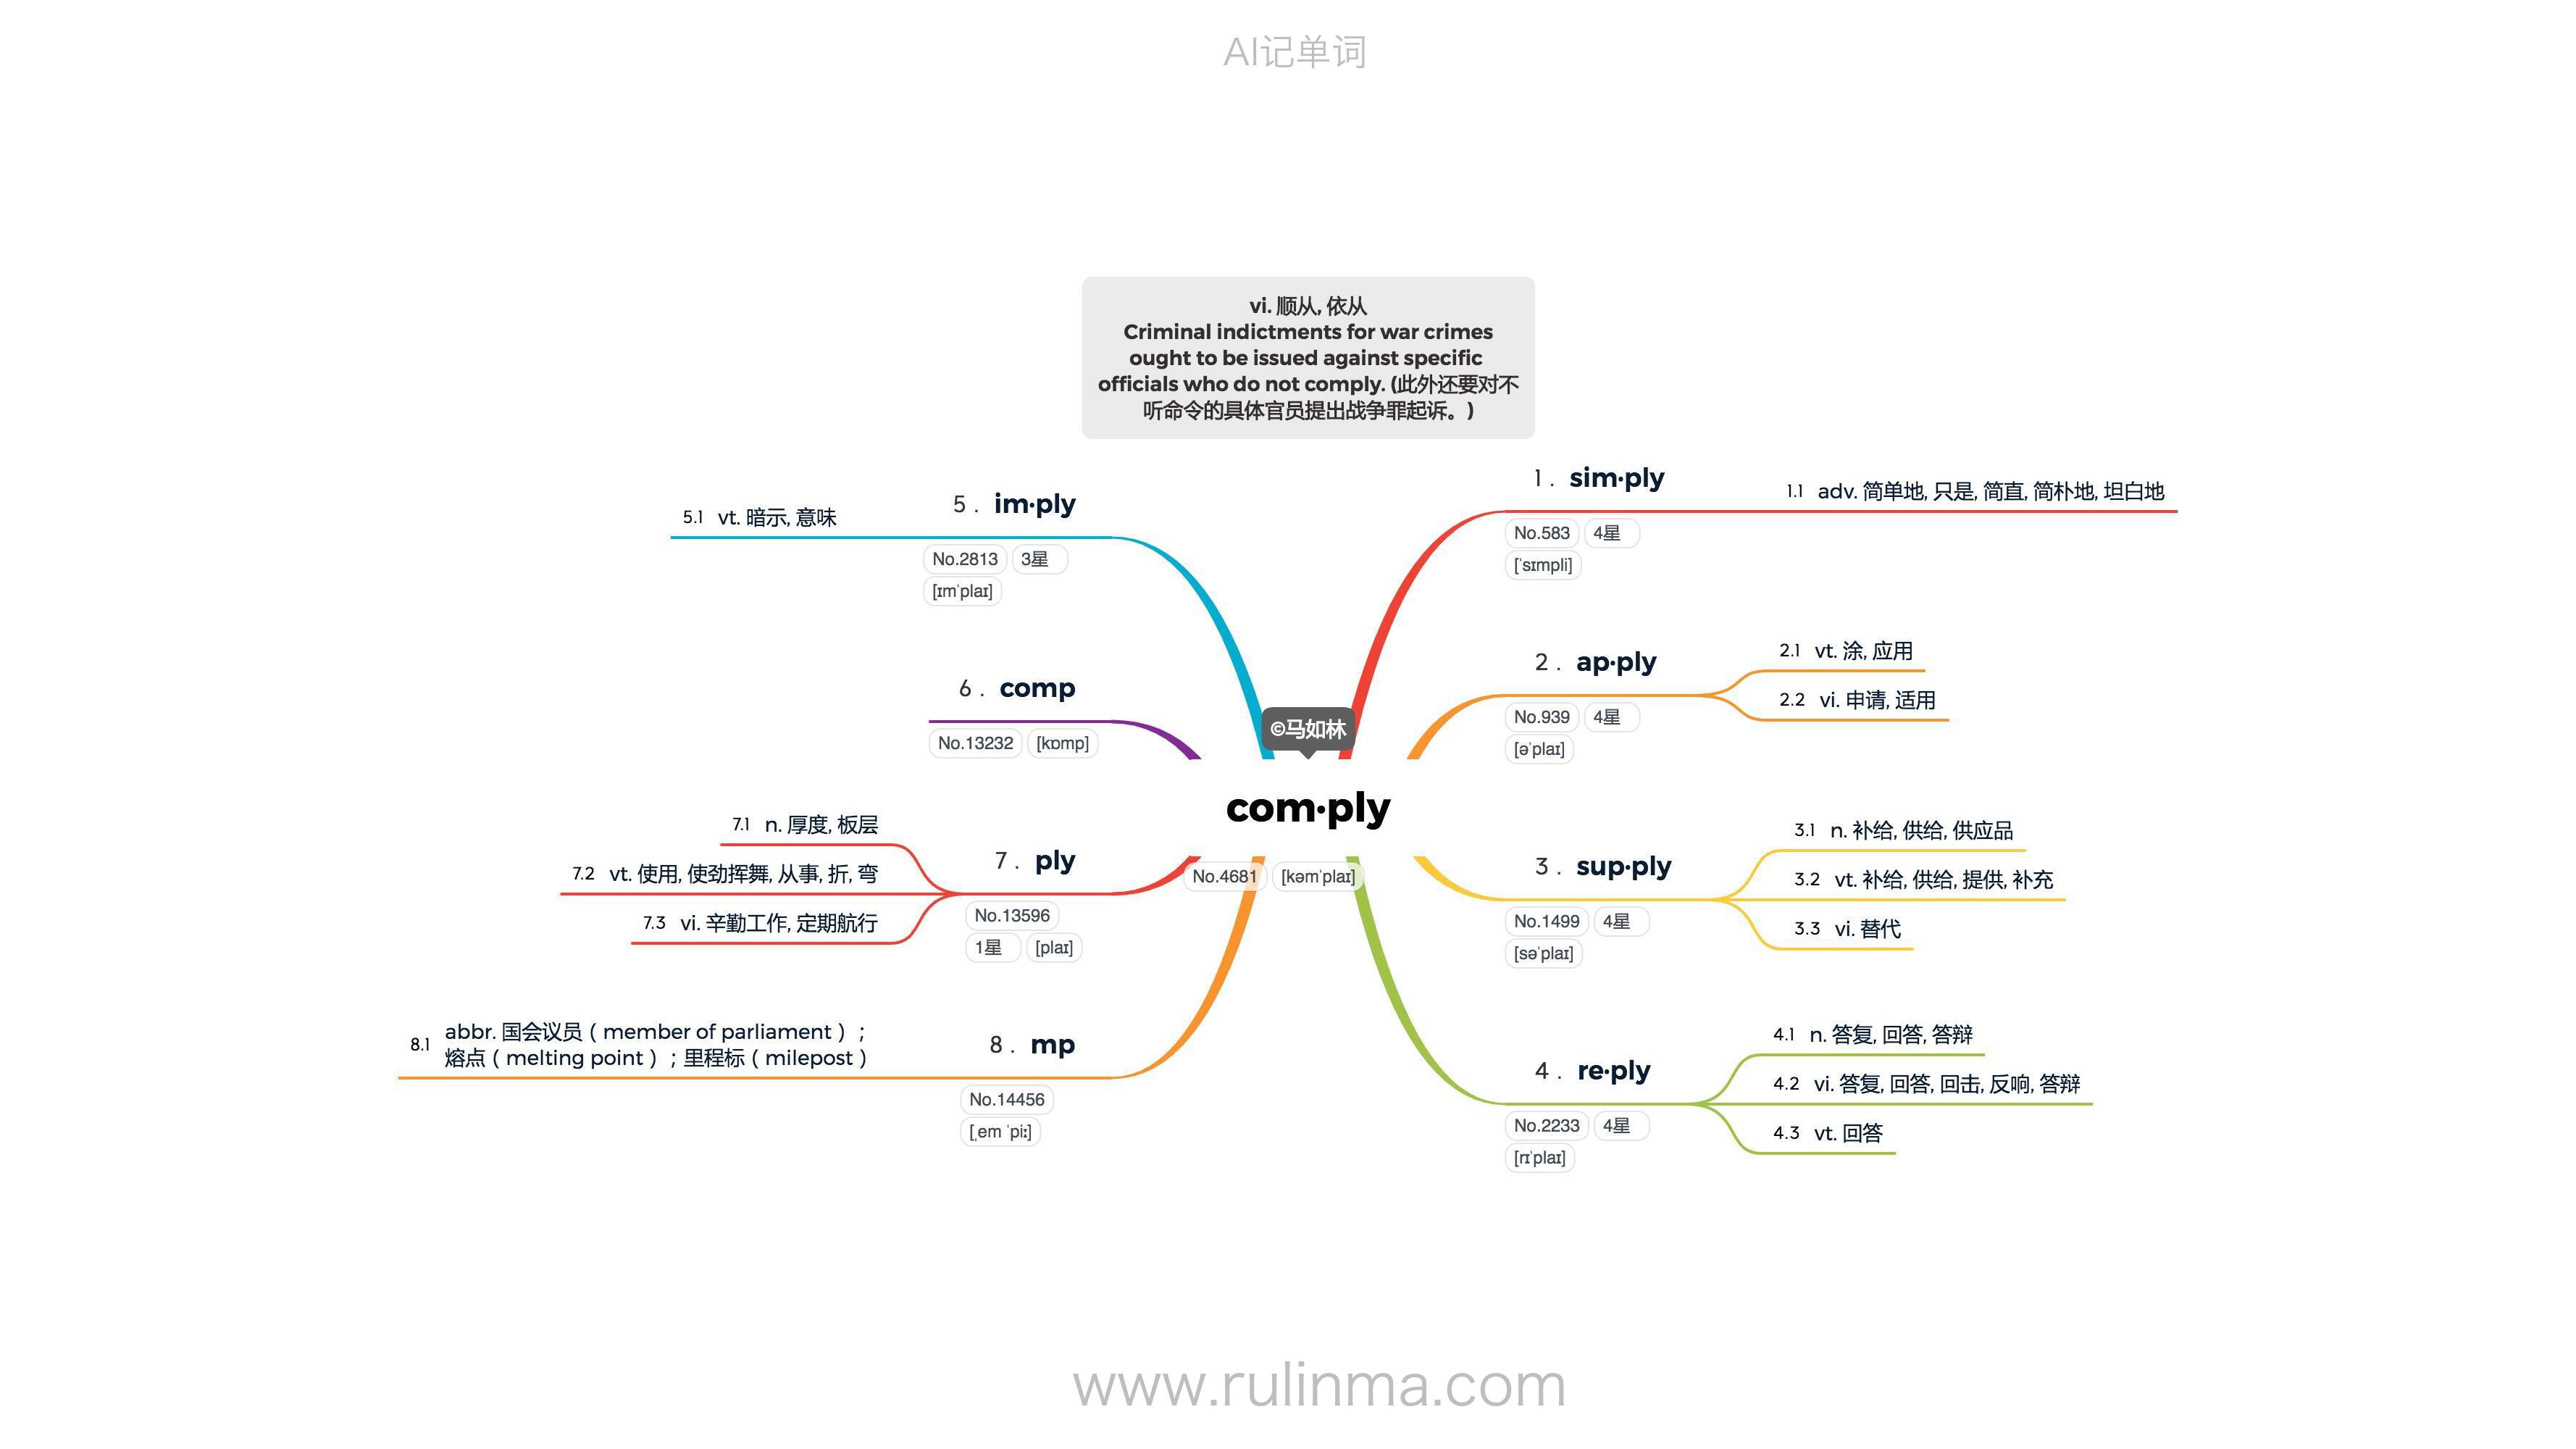 AI记单词
vi. 顺从, 依从
Criminal indictments for war crimes
ought to be issued against specific
officials who do not comply. (此外还要对不
听命令的具体官员提出战争罪起诉。)
©马如林
com·ply
No.4681 [kəmˈplaɪ]
1 . sim·ply
No.583 4星
[ˈsɪmpli]
1.1 adv. 简单地, 只是, 简直, 简朴地, 坦白地
2 . ap·ply
No.939 4星
[əˈplaɪ]
2.1 vt. 涂, 应用
2.2 vi. 申请, 适用
3 . sup·ply
No.1499 4星
[səˈplaɪ]
3.1 n. 补给, 供给, 供应品
3.2 vt. 补给, 供给, 提供, 补充
3.3 vi. 替代
4 . re·ply
No.2233 4星
[rɪˈplaɪ]
4.1 n. 答复, 回答, 答辩
4.2 vi. 答复, 回答, 回击, 反响, 答辩
4.3 vt. 回答
5 . im·ply
No.2813 3星
[ɪmˈplaɪ]
5.1 vt. 暗示, 意味
6 . comp
No.13232 [kɒmp]
7 . ply
No.13596
1星 [plaɪ]
7.1 n. 厚度, 板层
7.2 vt. 使用, 使劲挥舞, 从事, 折, 弯
7.3 vi. 辛勤工作, 定期航行
8 . mp
No.14456
[ˌem ˈpiː]
8.1 abbr. 国会议员（member of parliament）；
熔点（melting point）；里程标（milepost）
www.rulinma.com